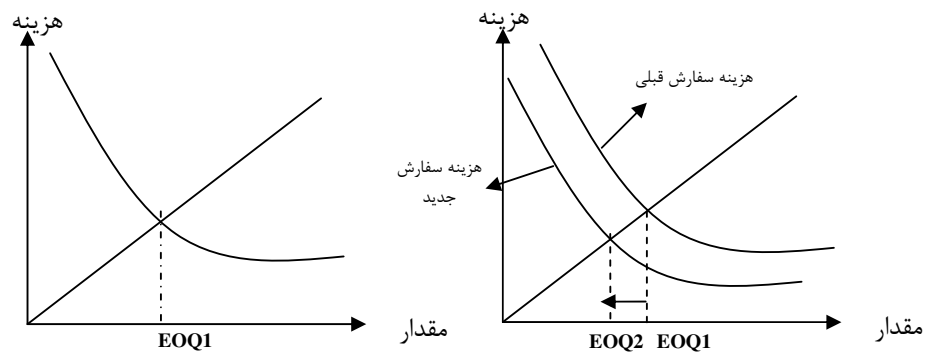 هزینه
مقدار
EOQ1
هزینه
هزینه سفارش قبلی
هزینه سفارش
جدید
مقدار
EOQ2 EOQ1